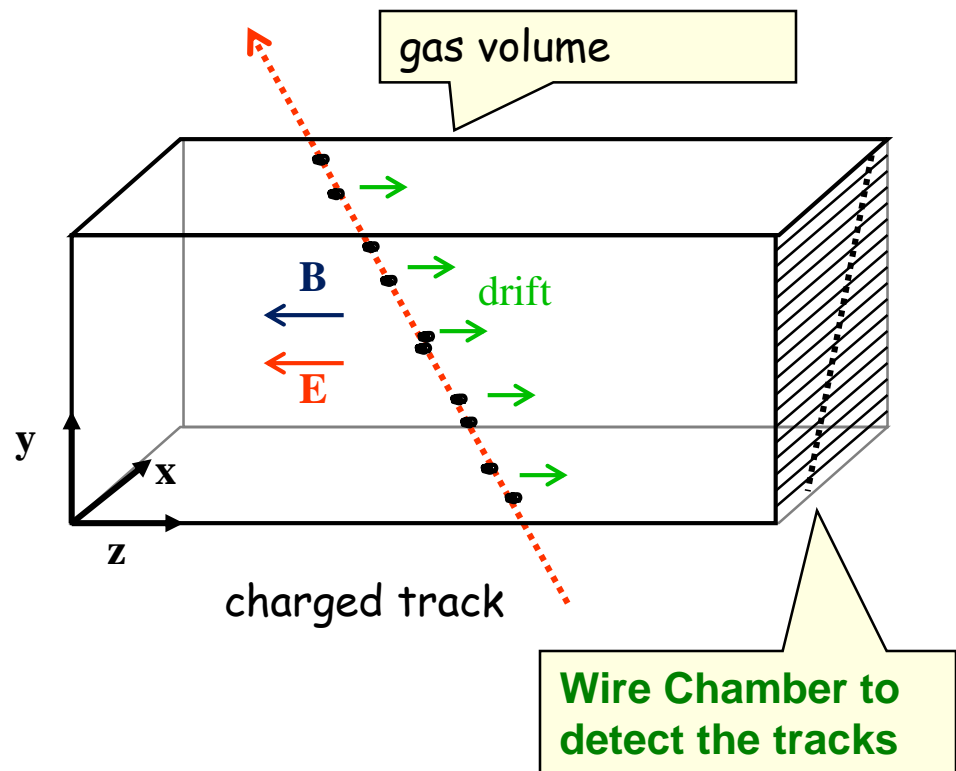 gas volume
B
drift
E
y
x
z
charged track
Wire Chamber to
detect the tracks